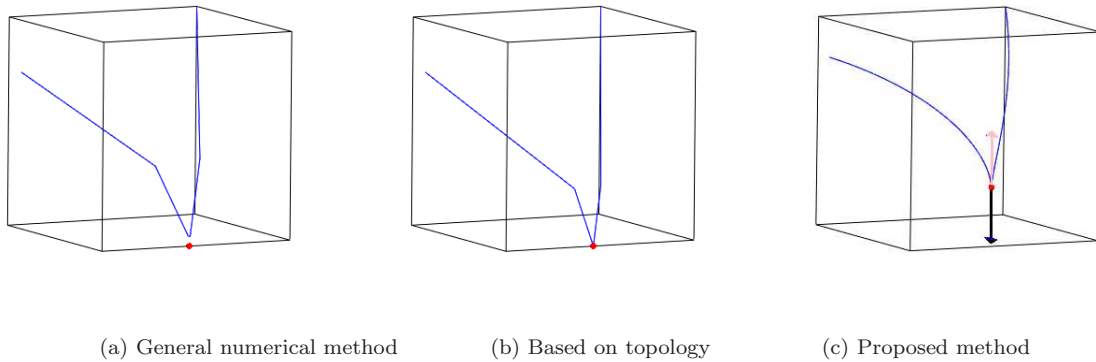 (a) General numerical method
(b) Based on topology
(c) Proposed method